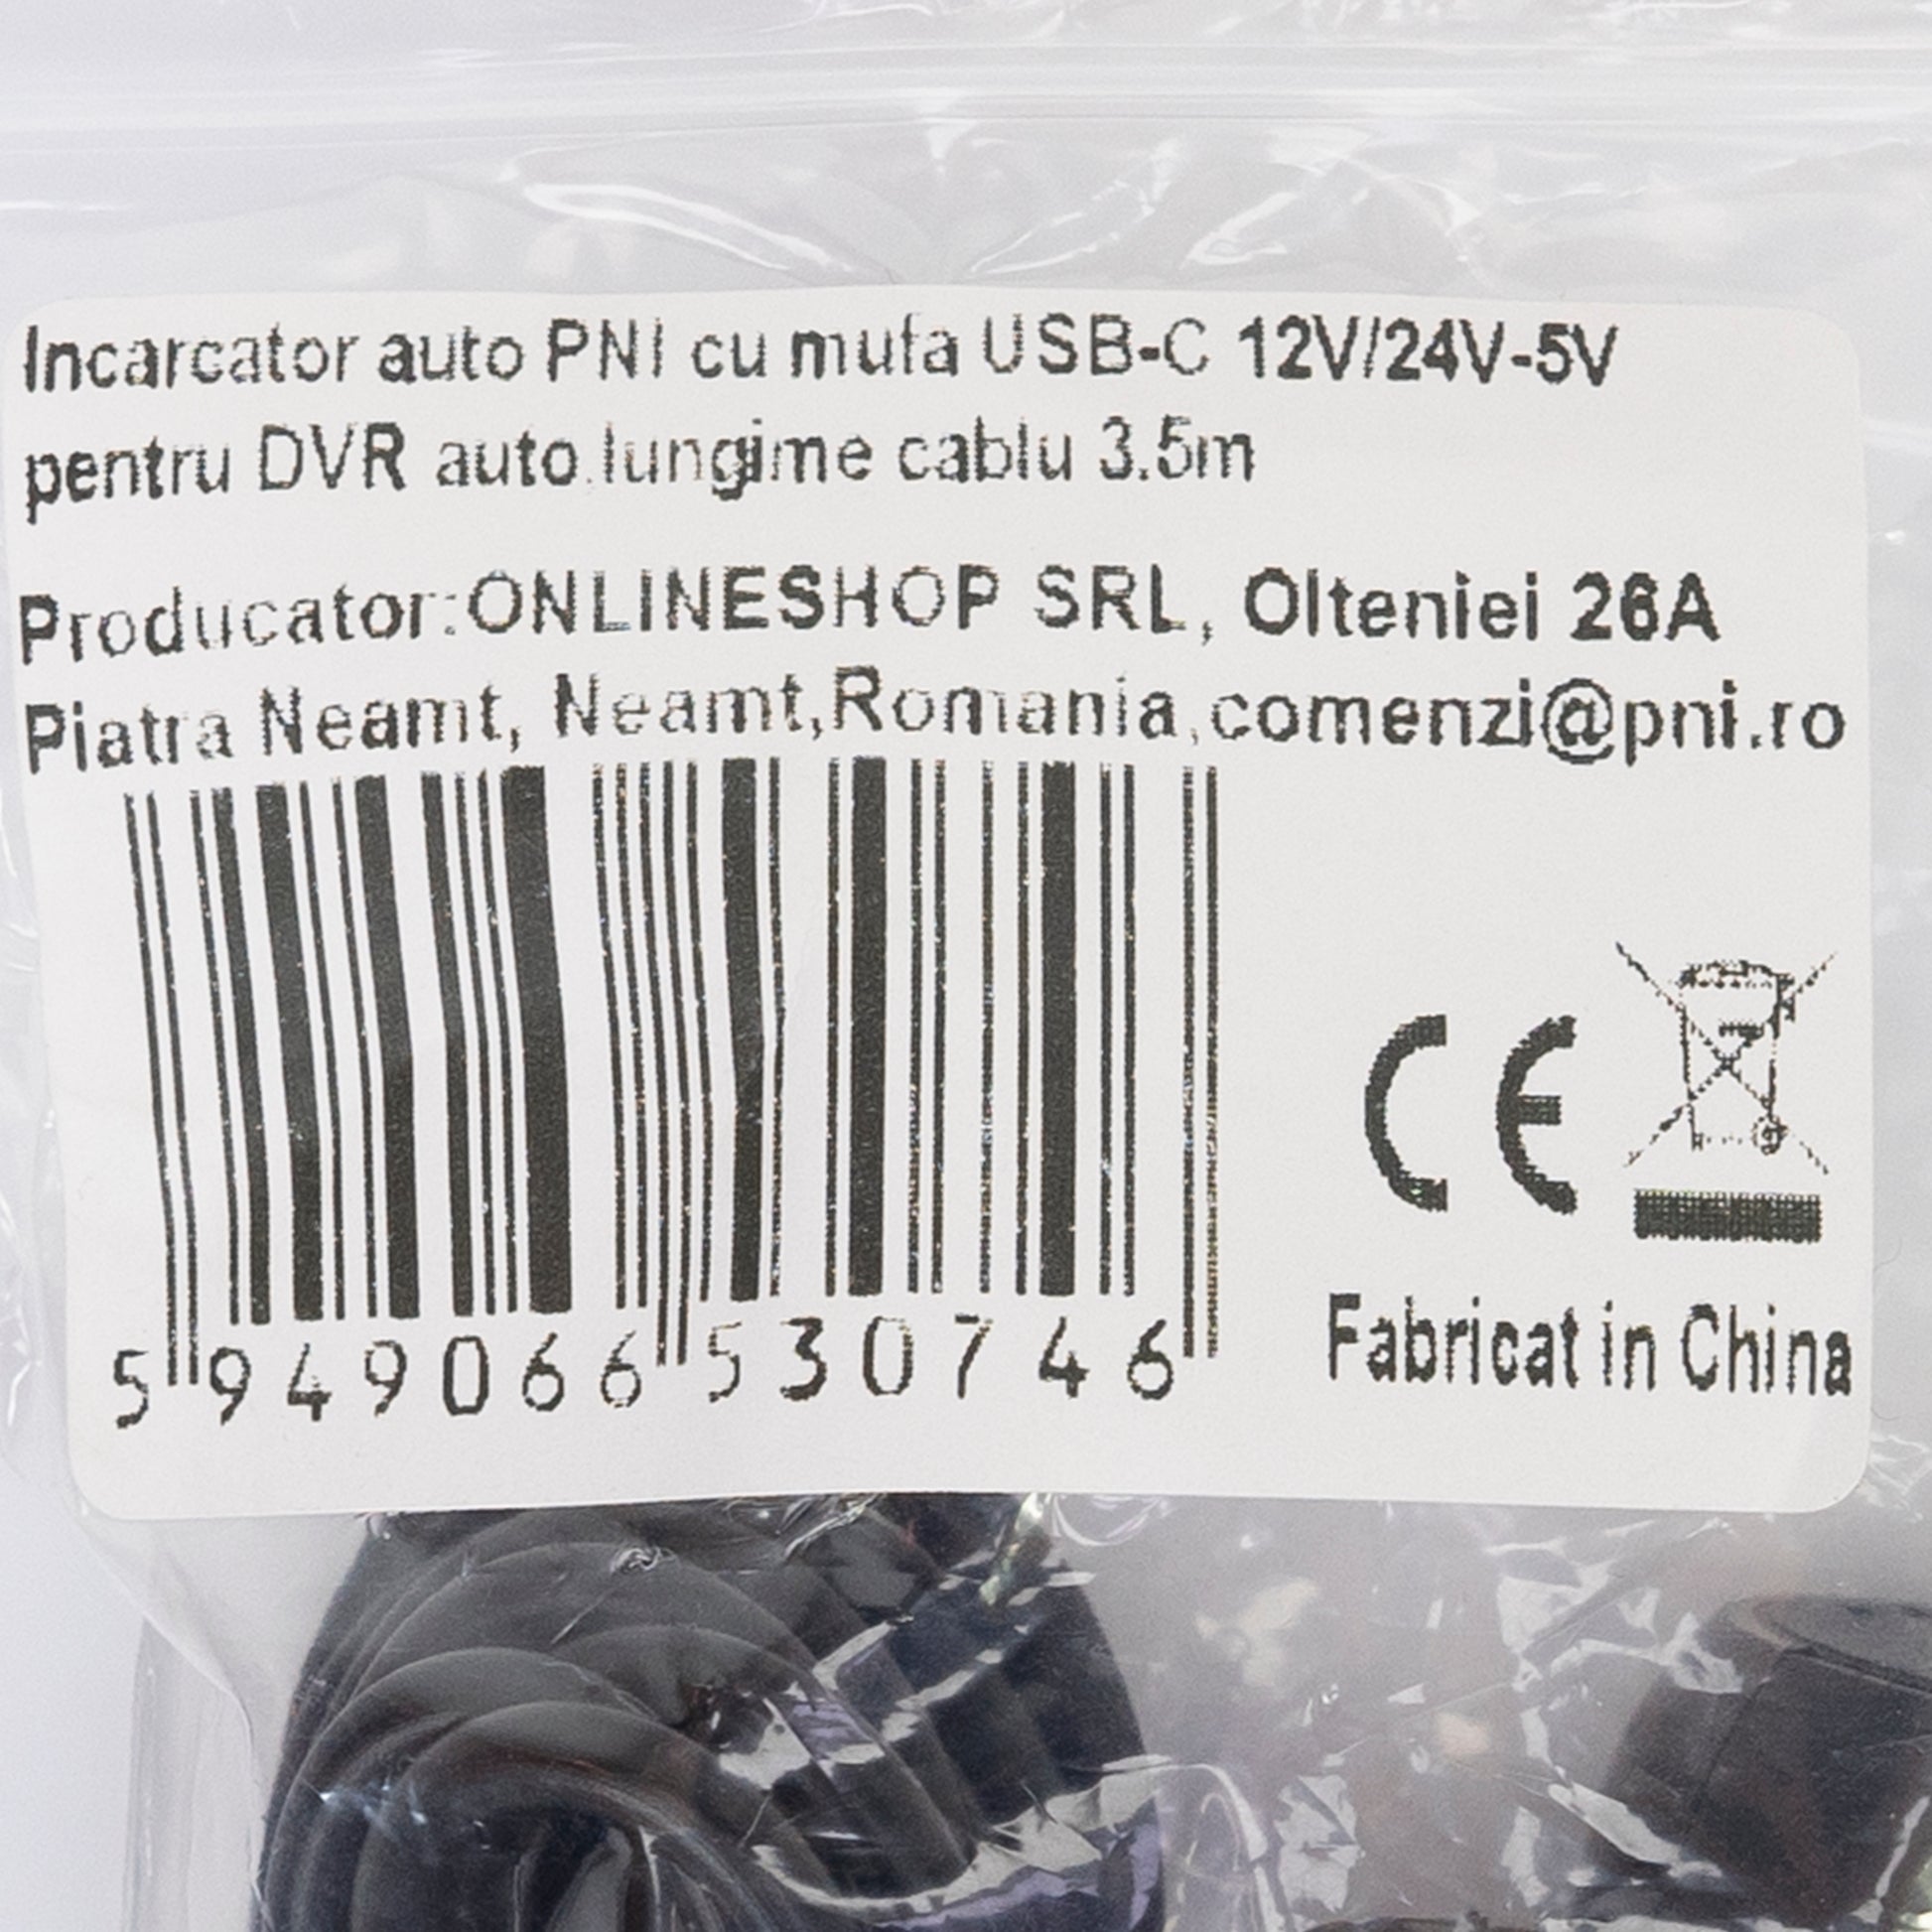 Incarcator auto PNI cu mufa USB-C 12V/24V-5V
pentru DVR auto.lungime cablu 3.5m
Producator:ONLINESHOP SRL, Olteniei 26A
Piatra Neamt, Neamt,Romania,comenzi@pni.ro
CE
5 949066 530746
Fabricat in China